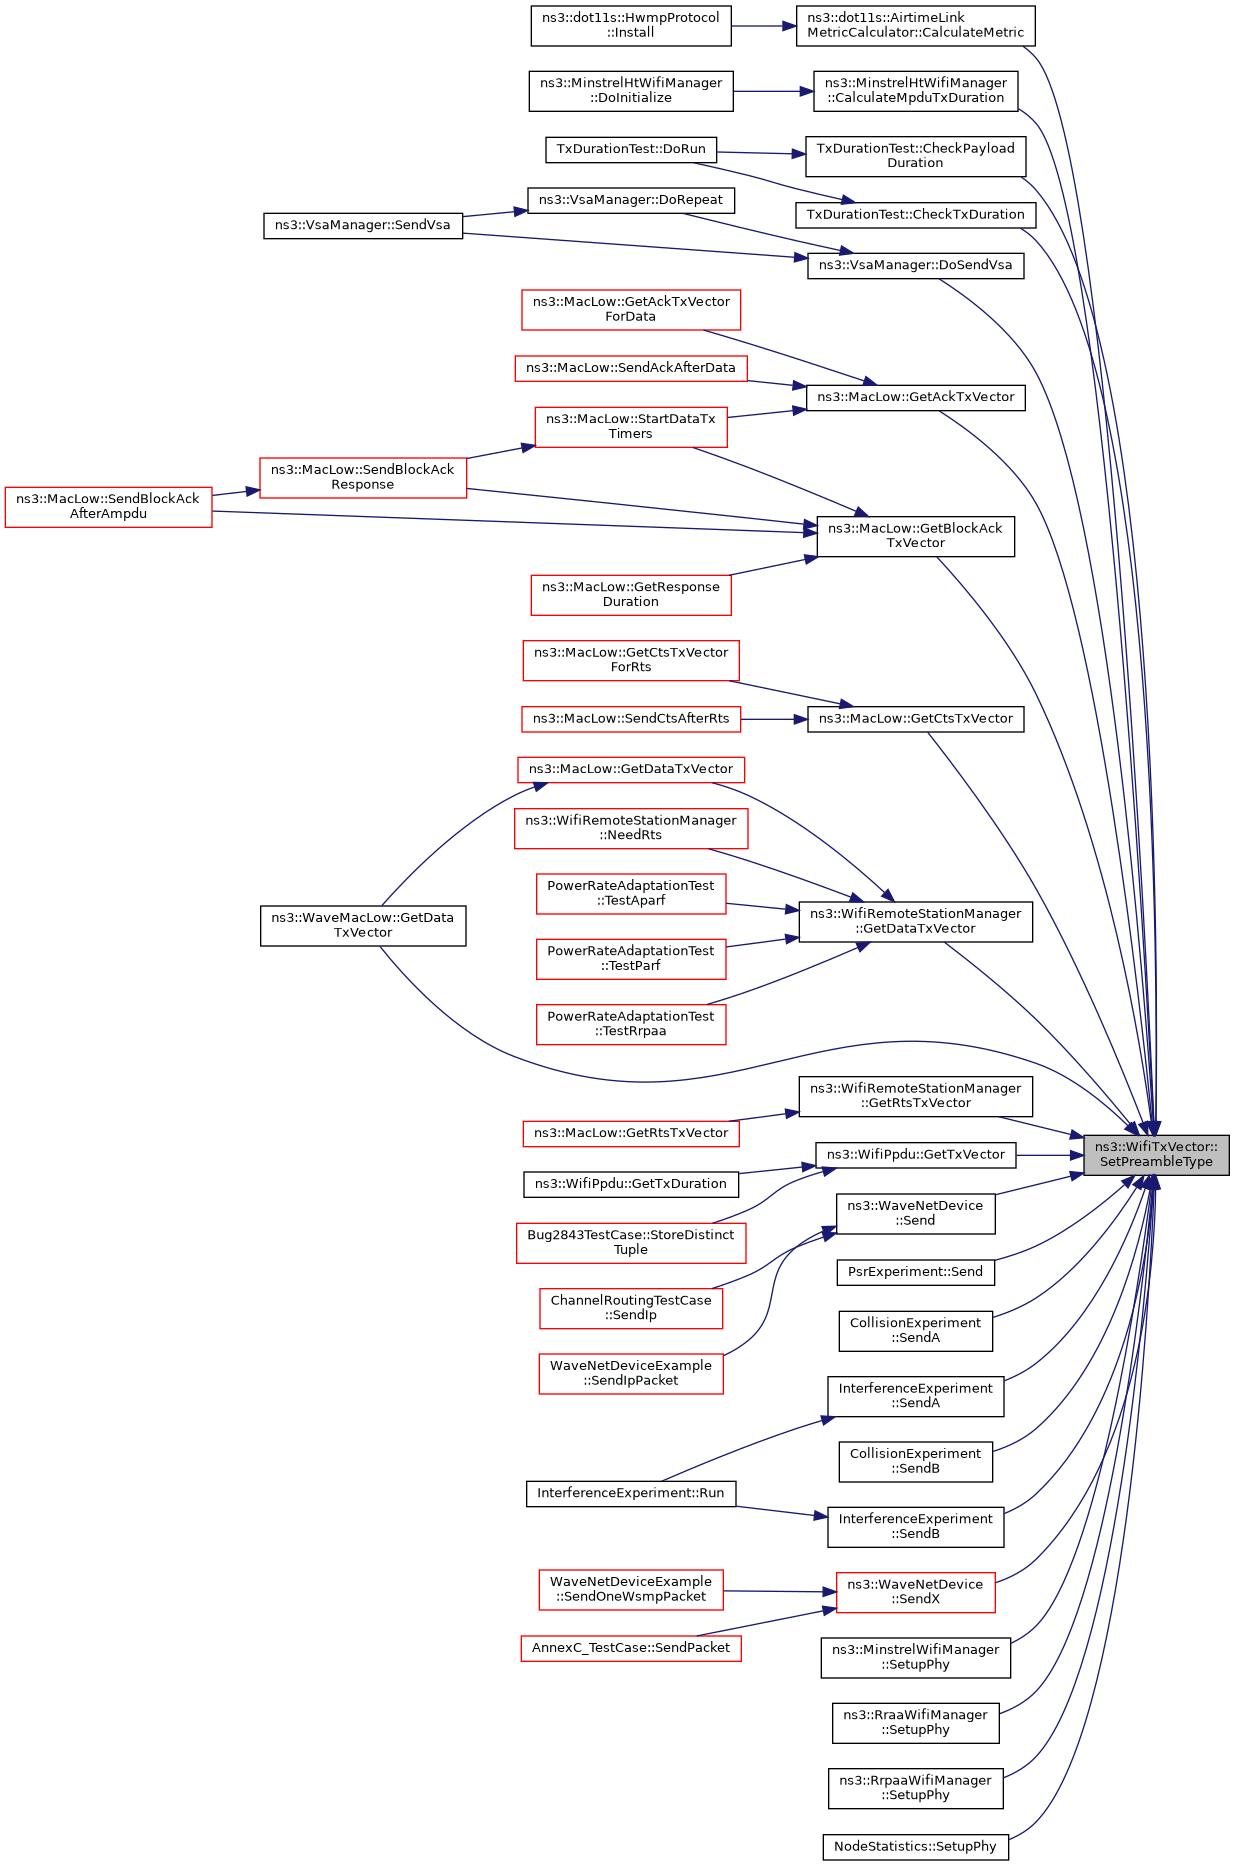 ns3::dot11s::HwmpProtocol
::Install
ns3::dot11s::AirtimeLink
MetricCalculator::CalculateMetric
ns3::MinstrelHtWifiManager
::DoInitialize
ns3::MinstrelHtWifiManager
::CalculateMpduTxDuration
TxDurationTest::DoRun
TxDurationTest::CheckPayload
Duration
ns3::VsaManager::DoRepeat
TxDurationTest::CheckTxDuration
ns3::VsaManager::SendVsa
ns3::VsaManager::DoSendVsa
ns3::MacLow::GetAckTxVector
ForData
ns3::MacLow::SendAckAfterData
ns3::MacLow::GetAckTxVector
ns3::MacLow::StartDataTx
Timers
ns3::MacLow::SendBlockAck
Response
ns3::MacLow::SendBlockAck
AfterAmpdu
ns3::MacLow::GetBlockAck
TxVector
ns3::MacLow::GetResponse
Duration
ns3::MacLow::GetCtsTxVector
ForRts
ns3::MacLow::SendCtsAfterRts
ns3::MacLow::GetCtsTxVector
ns3::MacLow::GetDataTxVector
ns3::WifiRemoteStationManager
::NeedRts
PowerRateAdaptationTest
::TestAparf
ns3::WaveMacLow::GetData
TxVector
ns3::WifiRemoteStationManager
::GetDataTxVector
PowerRateAdaptationTest
::TestParf
PowerRateAdaptationTest
::TestRrpaa
ns3::WifiRemoteStationManager
::GetRtsTxVector
ns3::MacLow::GetRtsTxVector
ns3::WifiTxVector::
SetPreambleType
ns3::WifiPpdu::GetTxVector
ns3::WifiPpdu::GetTxDuration
ns3::WaveNetDevice
::Send
Bug2843TestCase::StoreDistinct
Tuple
PsrExperiment::Send
ChannelRoutingTestCase
::SendIp
CollisionExperiment
::SendA
WaveNetDeviceExample
::SendIpPacket
InterferenceExperiment
::SendA
CollisionExperiment
::SendB
InterferenceExperiment::Run
InterferenceExperiment
::SendB
WaveNetDeviceExample
::SendOneWsmpPacket
ns3::WaveNetDevice
::SendX
AnnexC_TestCase::SendPacket
ns3::MinstrelWifiManager
::SetupPhy
ns3::RraaWifiManager
::SetupPhy
ns3::RrpaaWifiManager
::SetupPhy
NodeStatistics::SetupPhy